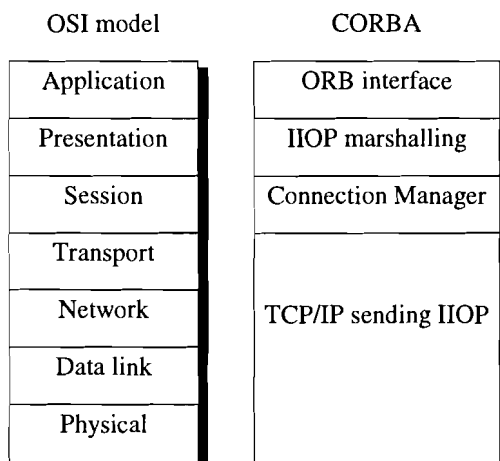 OSI model
Application
Presentation
Session
Transport
Network
Data link
Physical
CORBA
ORB interface
IIOP marshalling
Connection Manager
TCP/IP sending IIOP